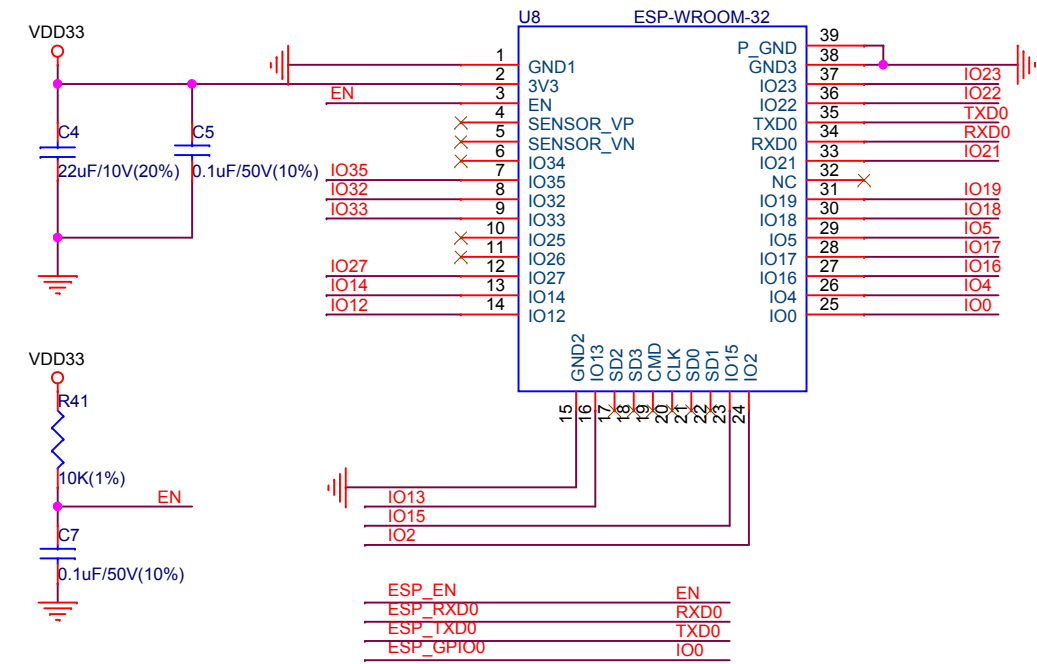 U8 ESP-WROOM-32
VDD33
C4
22uF/10V(20%)
C5
0.1uF/50V(10%)
1 GND1
2 3V3
EN 3 EN
4 SENSOR_VP
5 SENSOR_VN
6 IO34
IO35 7 IO35
IO32 8 IO32
IO33 9 IO33
10 IO25
11 IO26
IO27 12 IO27
IO14 13 IO14
IO12 14 IO12
P_GND 39
GND3 38
IO23 37 IO23
IO22 36 IO22
TXD0 35 TXD0
RXD0 34 RXD0
IO21 33 IO21
NC 32
IO19 31 IO19
IO18 30 IO18
IO5 29 IO5
IO17 28 IO17
IO16 27 IO16
IO4 26 IO4
IO0 25 IO0
GND2 15
IO13 16
SD2 17
SD3 18
CMD 19
CLK 20
SD0 21
SD1 22
IO15 23
IO2 24
IO13
IO15
IO2
VDD33
R41
10K(1%)
EN
C7
0.1uF/50V(10%)
ESP_EN EN
ESP_RXD0 RXD0
ESP_TXD0 TXD0
ESP_GPIO0 IO0